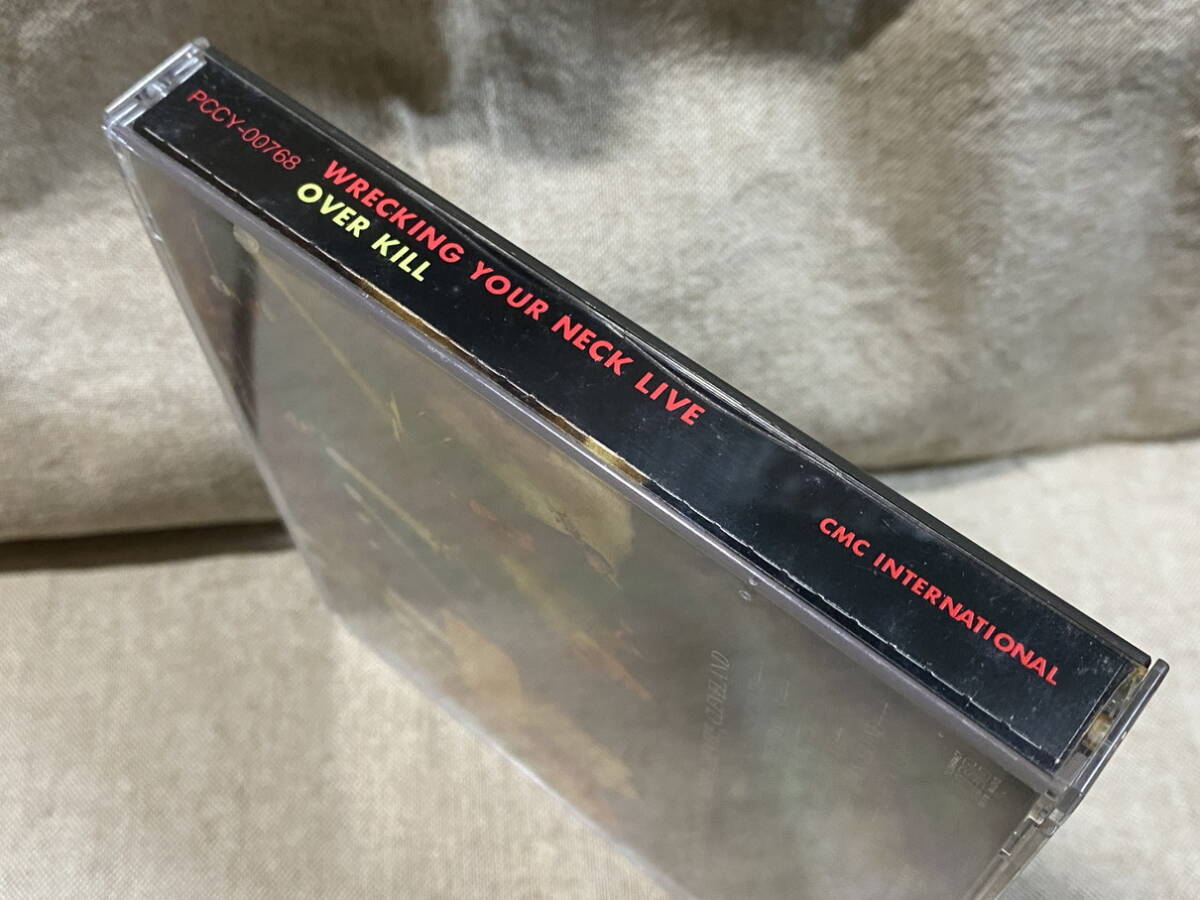 PCCY-00768
WRECKING YOUR NECK LIVE
OVER KILL
CMC INTERNATIONAL